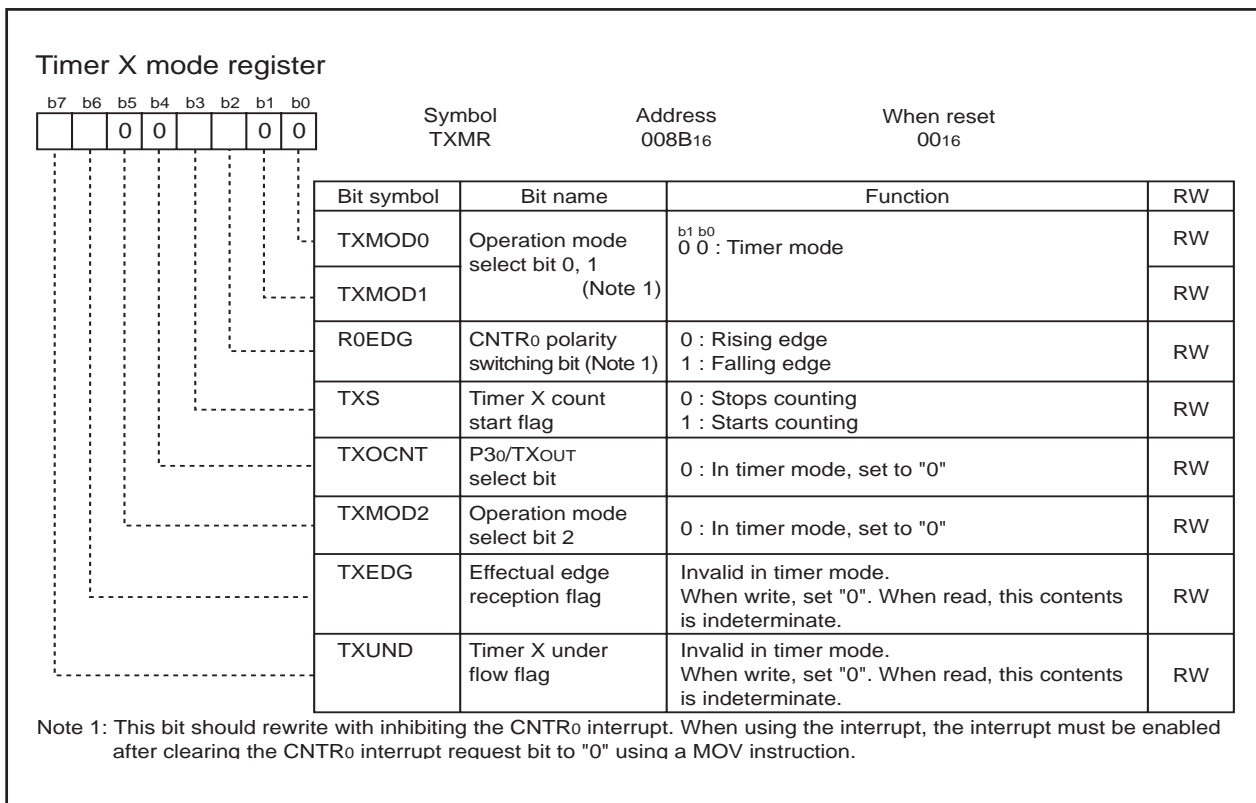 Timer X mode register
b7 b6 b5 b4 b3 b2 b1 b0
0 0 0 0
Symbol Address When reset
TXMR 008B16 0016
Bit symbol Bit name Function RW
TXMOD0 Operation mode select bit 0, 1 (Note 1) b1 b0 0 0 : Timer mode RW
TXMOD1 RW
R0EDG CNTR0 polarity switching bit (Note 1) 0 : Rising edge 1 : Falling edge RW
TXS Timer X count start flag 0 : Stops counting 1 : Starts counting RW
TXOCNT P30/TXOUT select bit 0 : In timer mode, set to "0" RW
TXMOD2 Operation mode select bit 2 0 : In timer mode, set to "0" RW
TXEDG Effectual edge reception flag Invalid in timer mode. When write, set "0". When read, this contents is indeterminate. RW
TXUND Timer X under flow flag Invalid in timer mode. When write, set "0". When read, this contents is indeterminate. RW
Note 1: This bit should rewrite with inhibiting the CNTR0 interrupt. When using the interrupt, the interrupt must be enabled
after clearing the CNTR0 interrupt request bit to "0" using a MOV instruction.